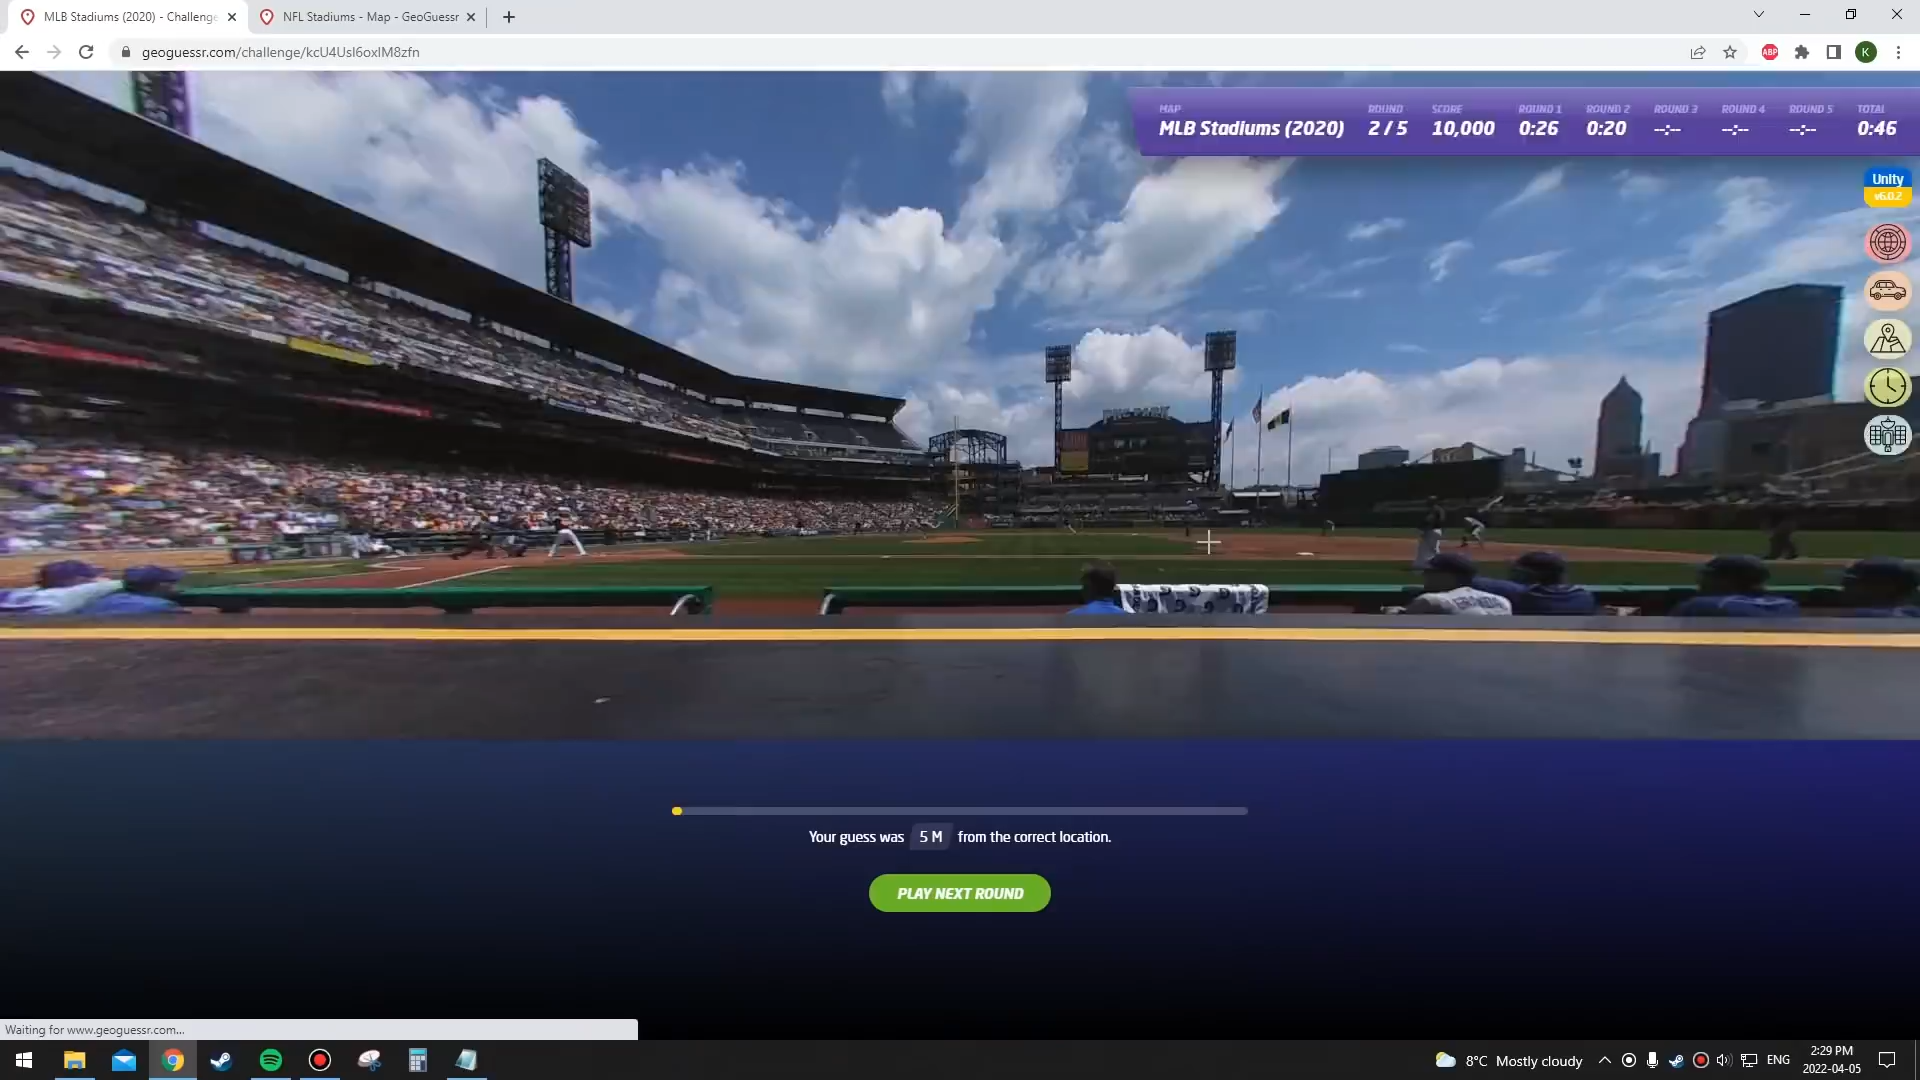 MLB Stadiums (2020) - Challenge
NFL Stadiums - Map - GeoGuessr
geoguessr.com/challenge/kcU4Usl6oxlM8zfn
ABP
K
MAP ROUND SCORE ROUND 1 ROUND 2 ROUND 3 ROUND 4 ROUND 5 TOTAL
MLB Stadiums (2020) 2 / 5 10,000 0:26 0:20 --:-- --:-- --:-- 0:46
Unity
v6.0.2
PNC PARK
Your guess was 5 M from the correct location.
PLAY NEXT ROUND
Waiting for www.geoguessr.com...
8°C Mostly cloudy
ENG
2:29 PM
2022-04-05